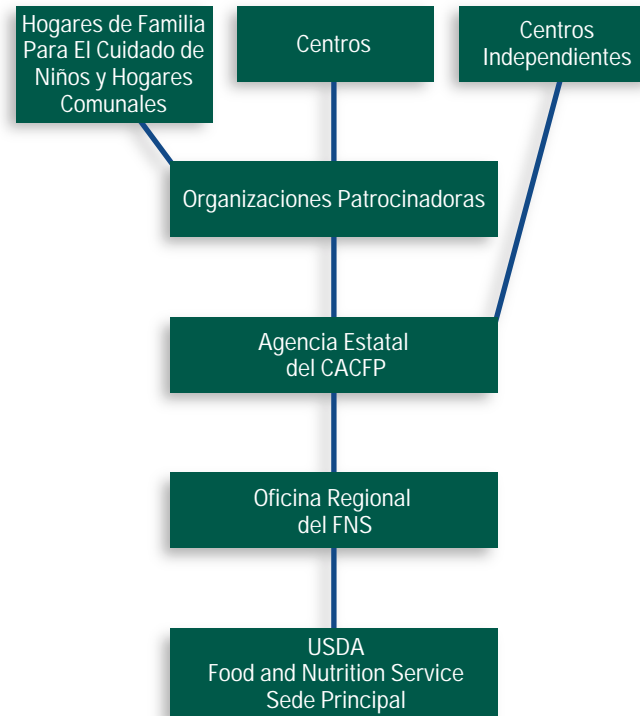 Hogares de Familia
Para El Cuidado de
Niños y Hogares
Comunales
Centros
Centros
Independientes
Organizaciones Patrocinadoras
Agencia Estatal
del CACFP
Oficina Regional
del FNS
USDA
Food and Nutrition Service
Sede Principal